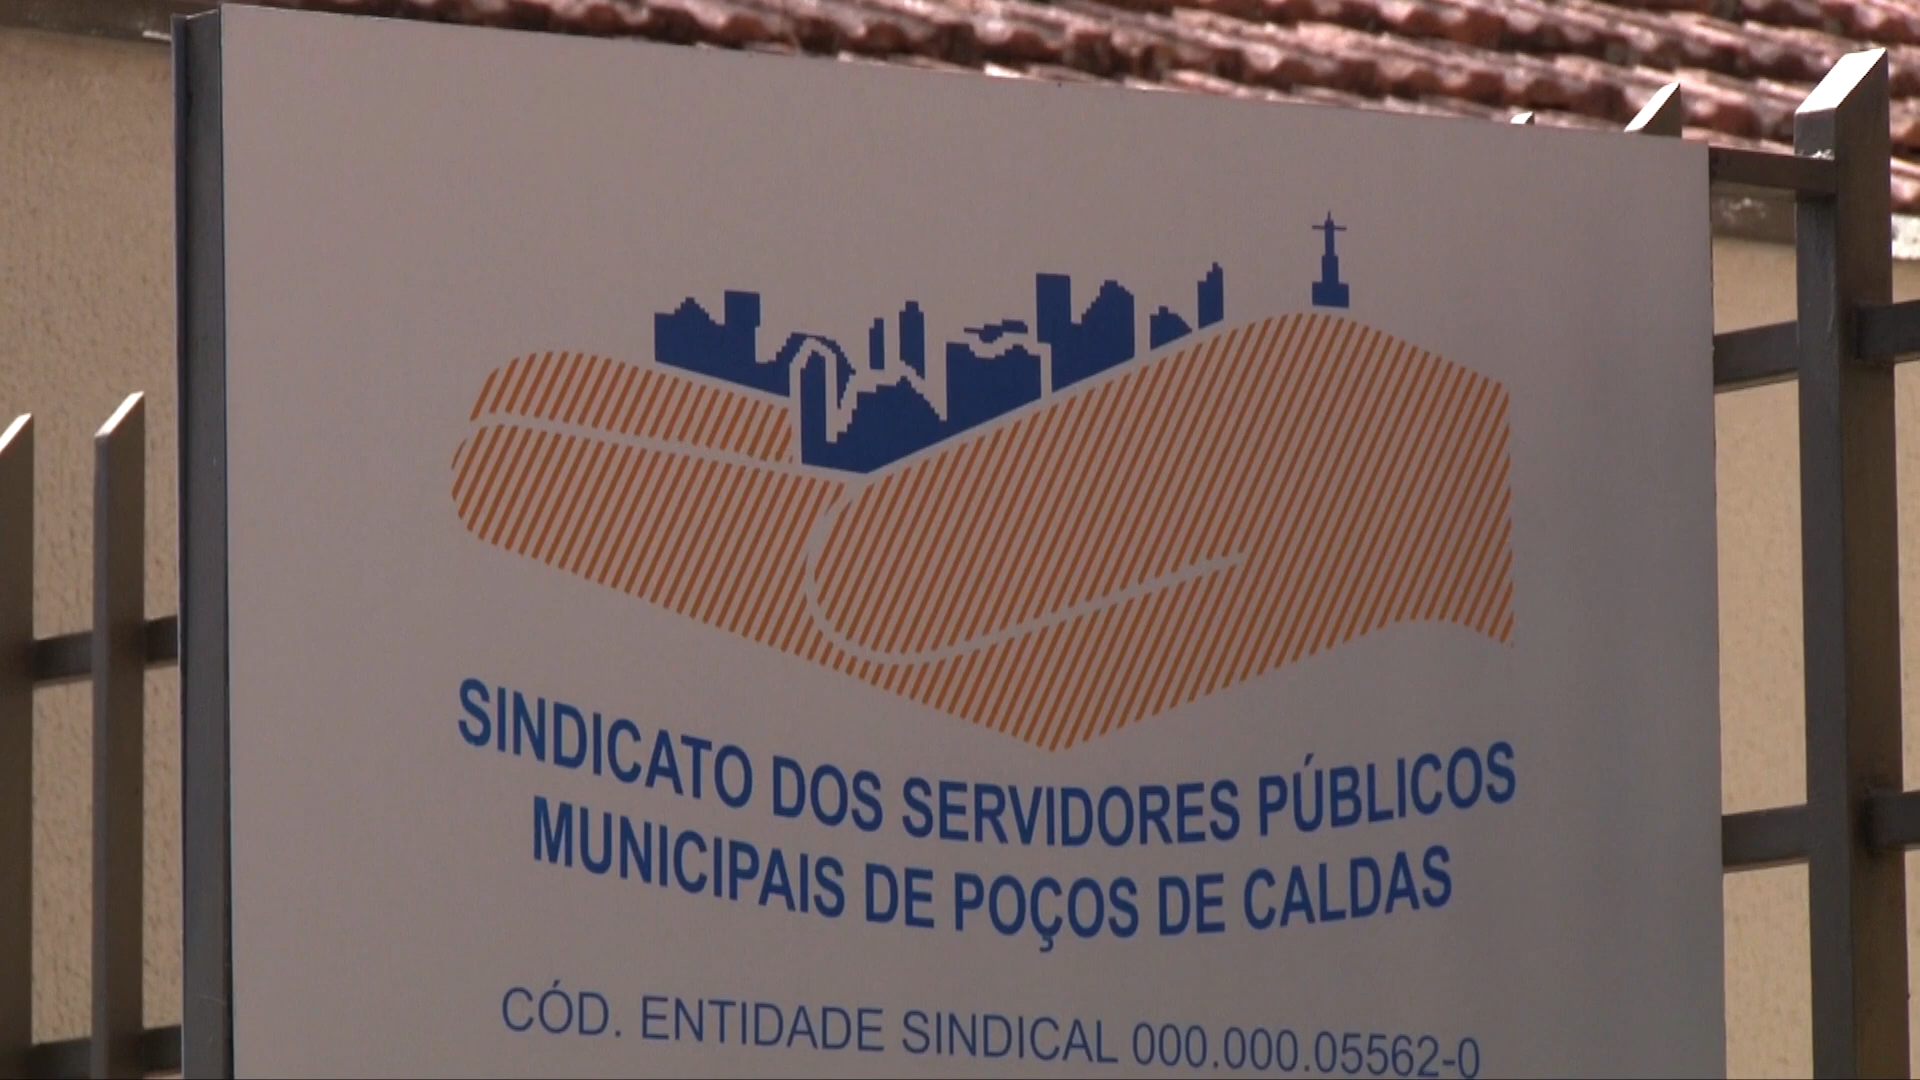 SINDICATO DOS SERVIDORES PÚBLICOS
MUNICIPAIS DE POÇOS DE CALDAS
CÓD. ENTIDADE SINDICAL 000.000.05562-0